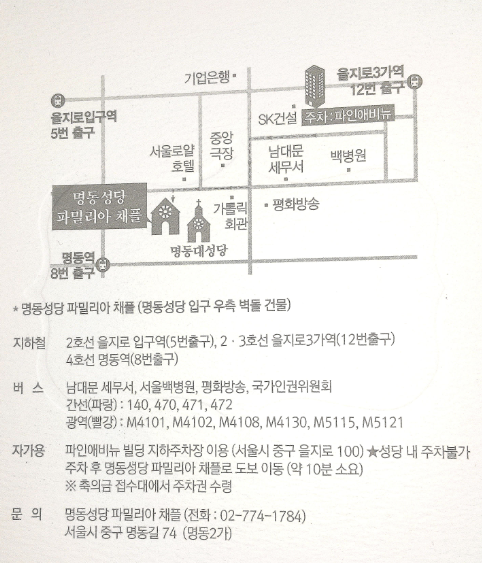 기업은행
을지로3가역
12번 출구
을지로입구역
5번 출구
SK건설
주차:파인애비뉴
중앙
극장
서울로얄
호텔
남대문
세무서
백병원
명동성당
파밀리아 채플
가톨릭
회관
평화방송
명동대성당
명동역
8번 출구
* 명동성당 파밀리아 채플 (명동성당 입구 우측 벽돌 건물)
지하철 2호선 을지로 입구역(5번출구), 2 · 3호선 을지로3가역(12번출구)
4호선 명동역(8번출구)
버 스 남대문 세무서, 서울백병원, 평화방송, 국가인권위원회
간선(파랑) : 140, 470, 471, 472
광역(빨강) : M4101, M4102, M4108, M4130, M5115, M5121
자가용 파인애비뉴 빌딩 지하주차장 이용 (서울시 중구 을지로 100) ★성당 내 주차불가
주차 후 명동성당 파밀리아 채플로 도보 이동 (약 10분 소요)
※ 축의금 접수대에서 주차권 수령
문 의 명동성당 파밀리아 채플 (전화 : 02-774-1784)
서울시 중구 명동길 74 (명동2가)